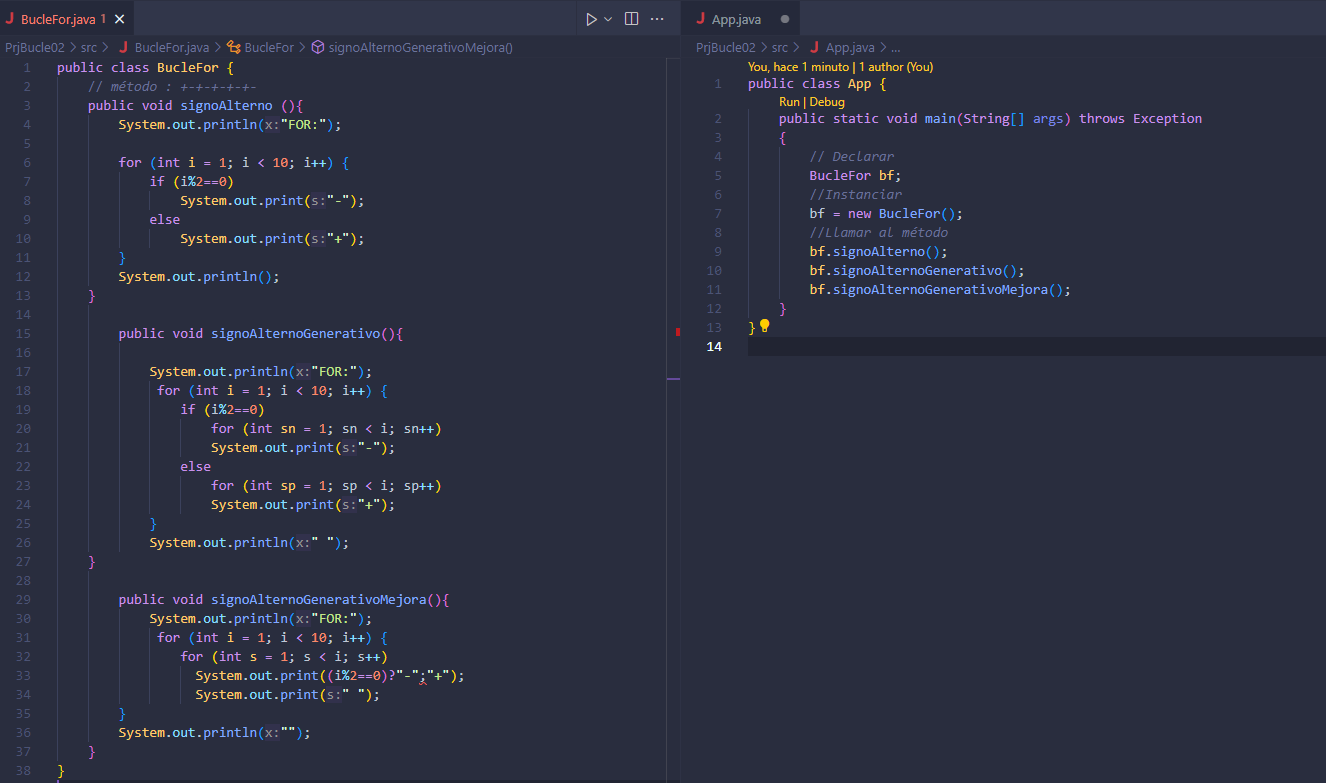 BucleFor.java 1
PrjBucle02 > src > BucleFor.java > BucleFor > signoAlternoGenerativoMejora()
1 public class BucleFor {
2 // método : +-+-+-+-+-
3 public void signoAlterno (){
4 System.out.println(x:"FOR:");
5
6 for (int i = 1; i < 10; i++) {
7 if (i%2==0)
8 System.out.print(s:"-");
9 else
10 System.out.print(s:"+");
11 }
12 System.out.println();
13 }
14
15 public void signoAlternoGenerativo(){
16
17 System.out.println(x:"FOR:");
18 for (int i = 1; i < 10; i++) {
19 if (i%2==0)
20 for (int sn = 1; sn < i; sn++)
21 System.out.print(s:"-");
22 else
23 for (int sp = 1; sp < i; sp++)
24 System.out.print(s:"+");
25 }
26 System.out.println(x:" ");
27 }
28
29 public void signoAlternoGenerativoMejora(){
30 System.out.println(x:"FOR:");
31 for (int i = 1; i < 10; i++) {
32 for (int s = 1; s < i; s++)
33 System.out.print((i%2==0)?"-";"+");
34 System.out.print(s:" ");
35 }
36 System.out.println(x:"");
37 }
38 }
App.java
PrjBucle02 > src > App.java > ...
You, hace 1 minuto | 1 author (You)
1 public class App {
Run | Debug
2 public static void main(String[] args) throws Exception
3 {
4 // Declarar
5 BucleFor bf;
6 //Instanciar
7 bf = new BucleFor();
8 //Llamar al método
9 bf.signoAlterno();
10 bf.signoAlternoGenerativo();
11 bf.signoAlternoGenerativoMejora();
12 }
13 }
14